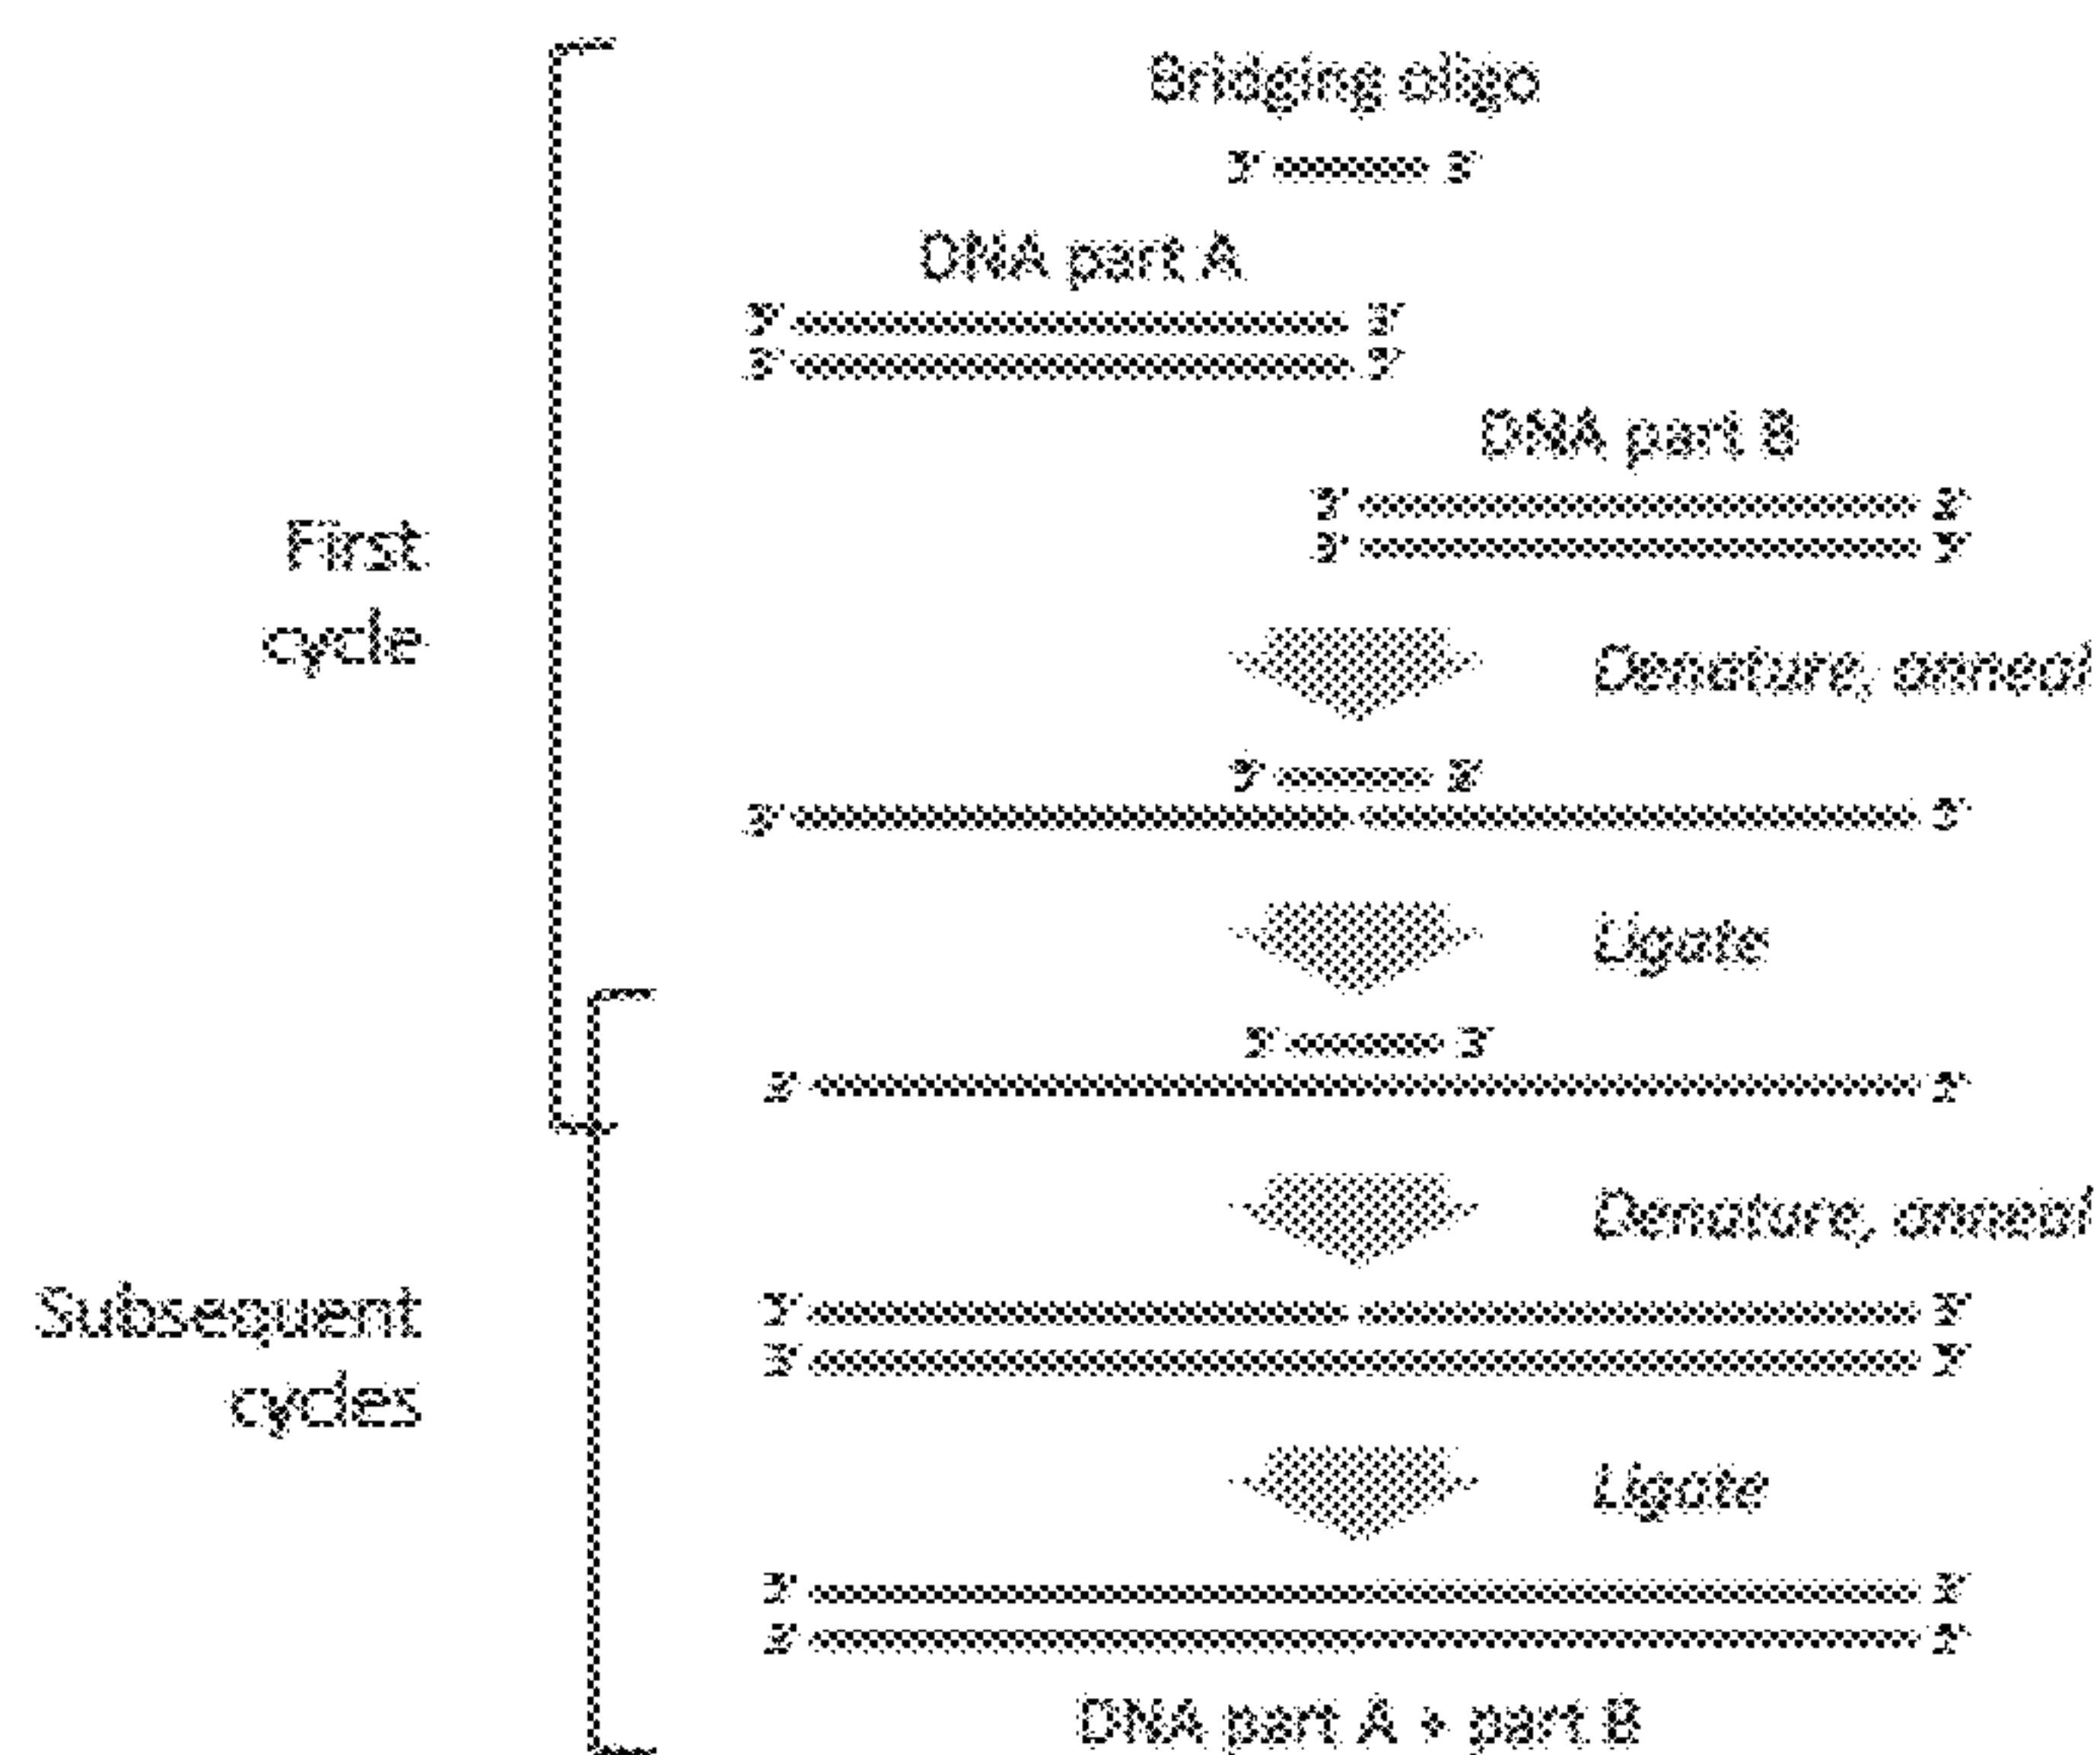 Bridging oligo
5' 3'
DNA part A
5' 3'
3' 5'
DNA part B
5' 3'
3' 5'
First
cycle
Denature, anneal
5' 3'
3' 5'
Ligate
5' 3'
3' 5'
Denature, anneal
Subsequent
cycles
5' 3'
3' 5'
Ligate
5' 3'
3' 5'
DNA part A + part B